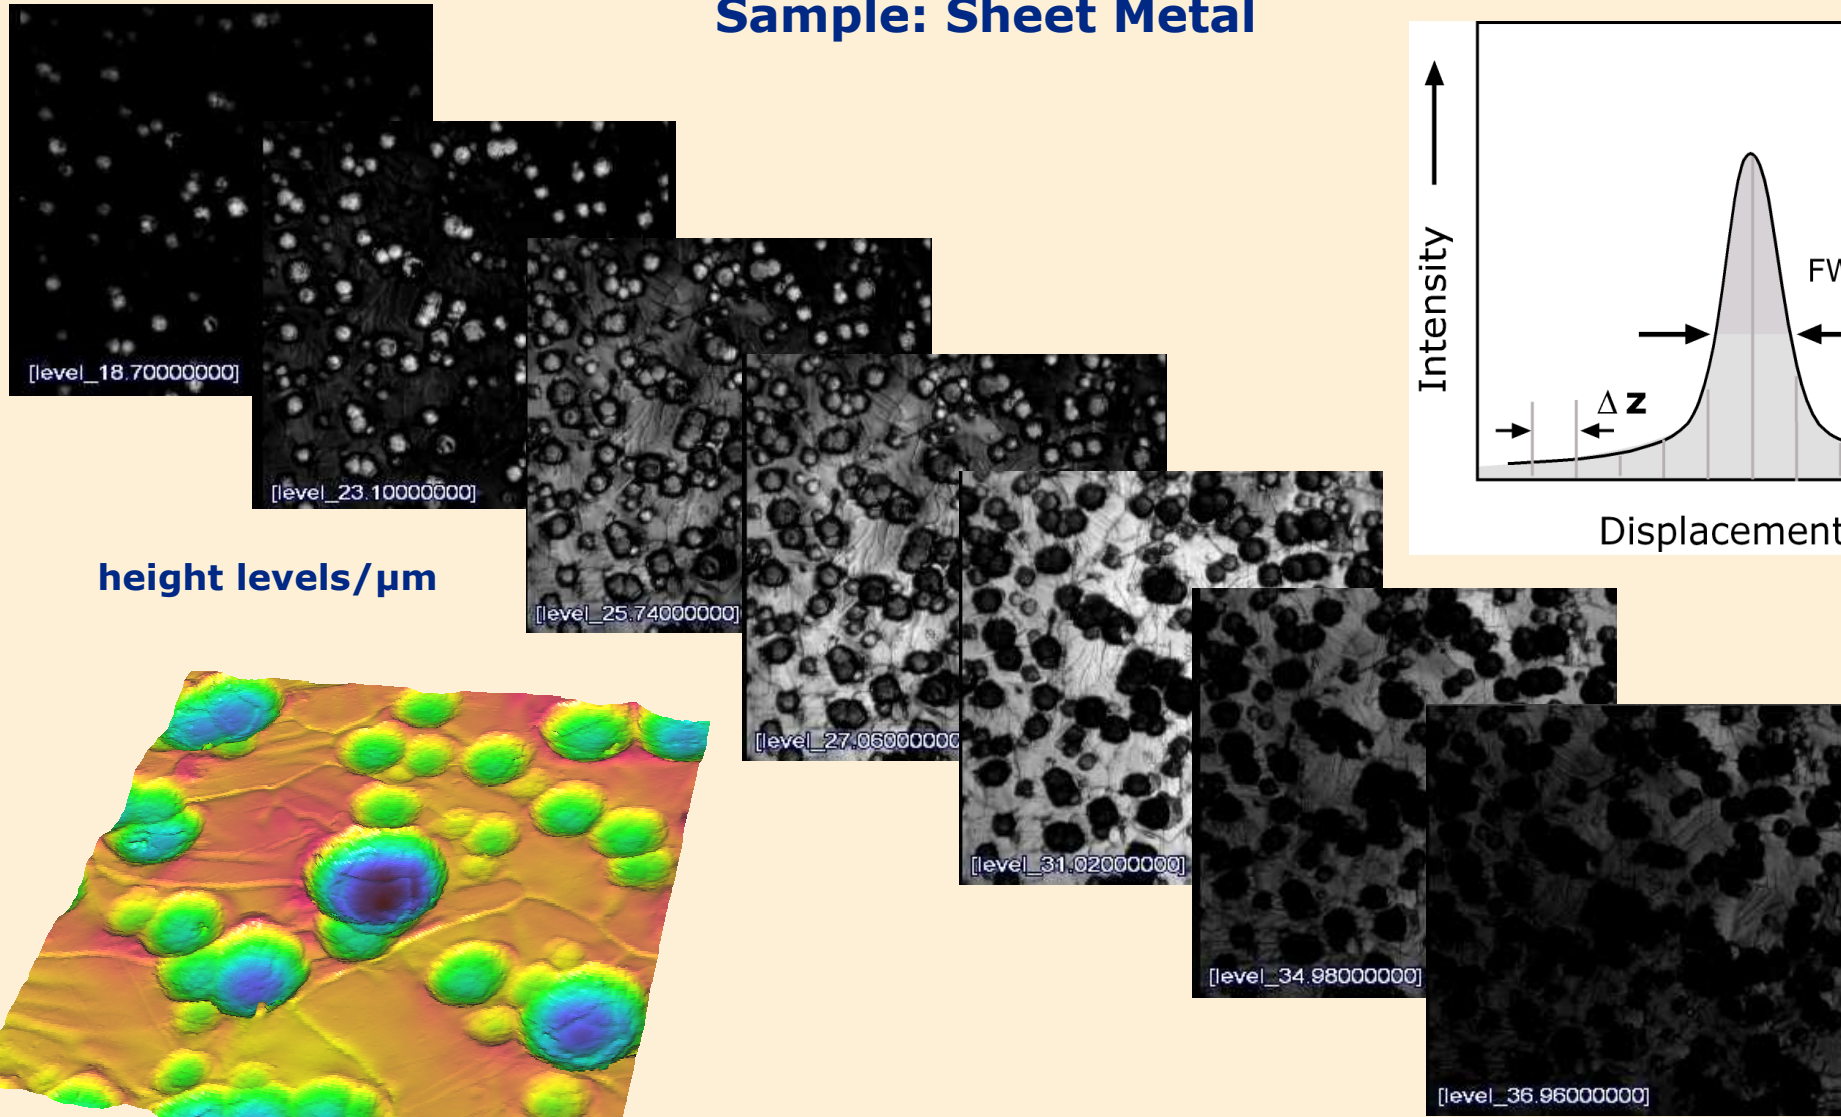 Sample: Sheet Metal
[level_18.70000000]
[level_23.10000000]
[level_25.74000000]
[level_27.06000000
[level_31.02000000]
[level_34.98000000]
[level_36.96000000]
height levels/µm
Intensity
FW
Δ z
Displacement